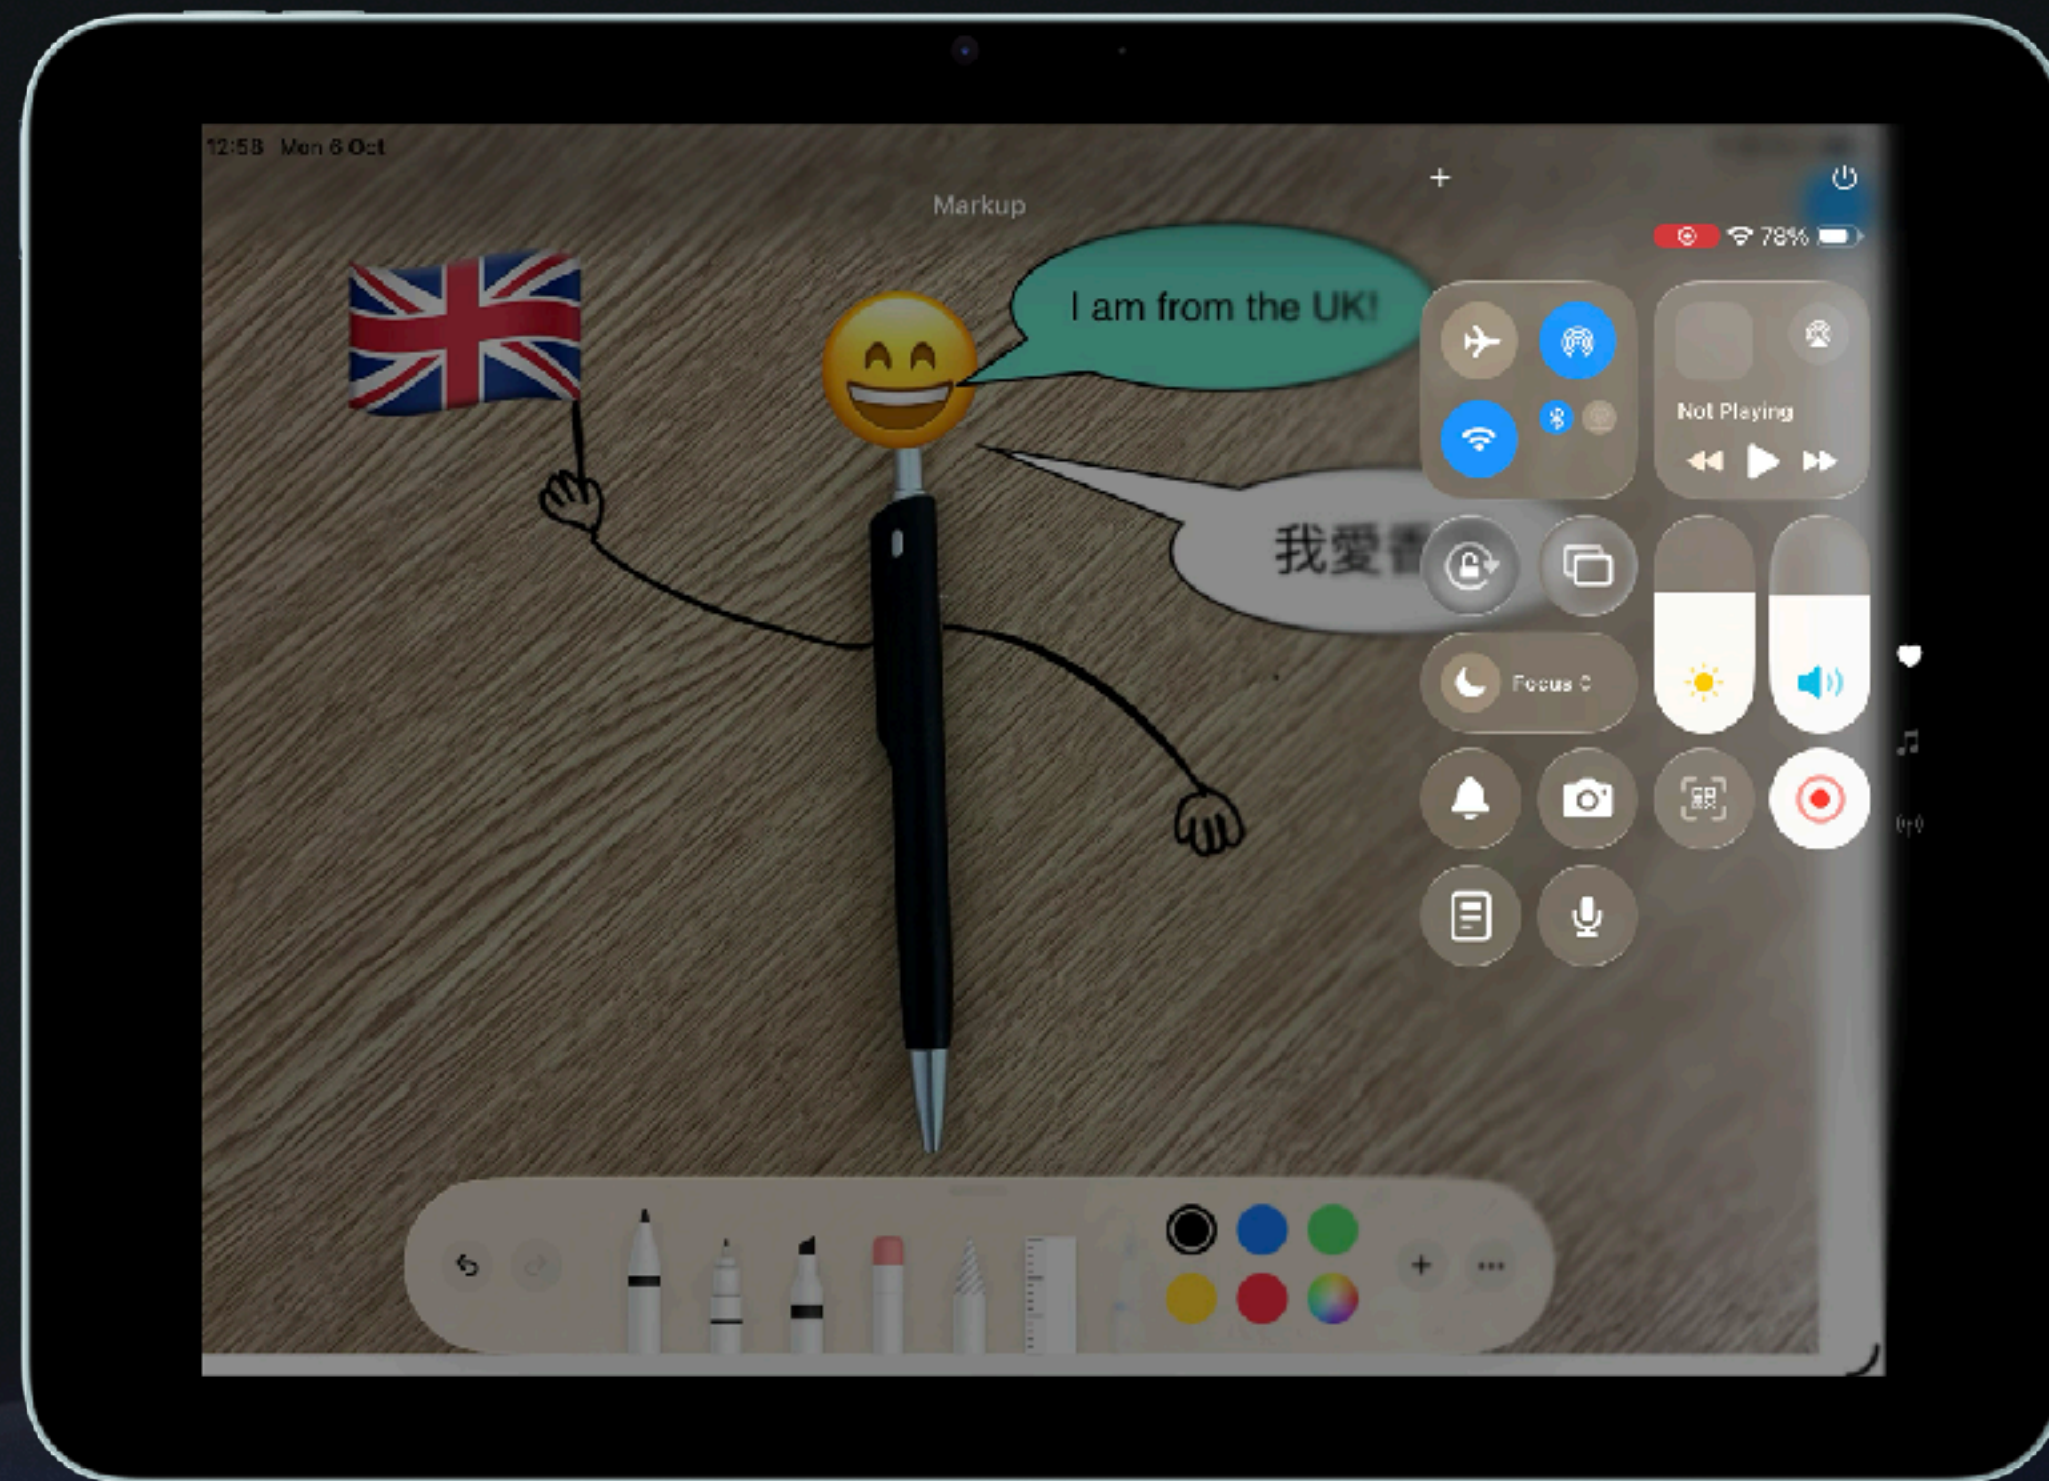 12:58 Mon 6 Oct
Markup
78%
I am from the UK!
Not Playing
我愛
Focus